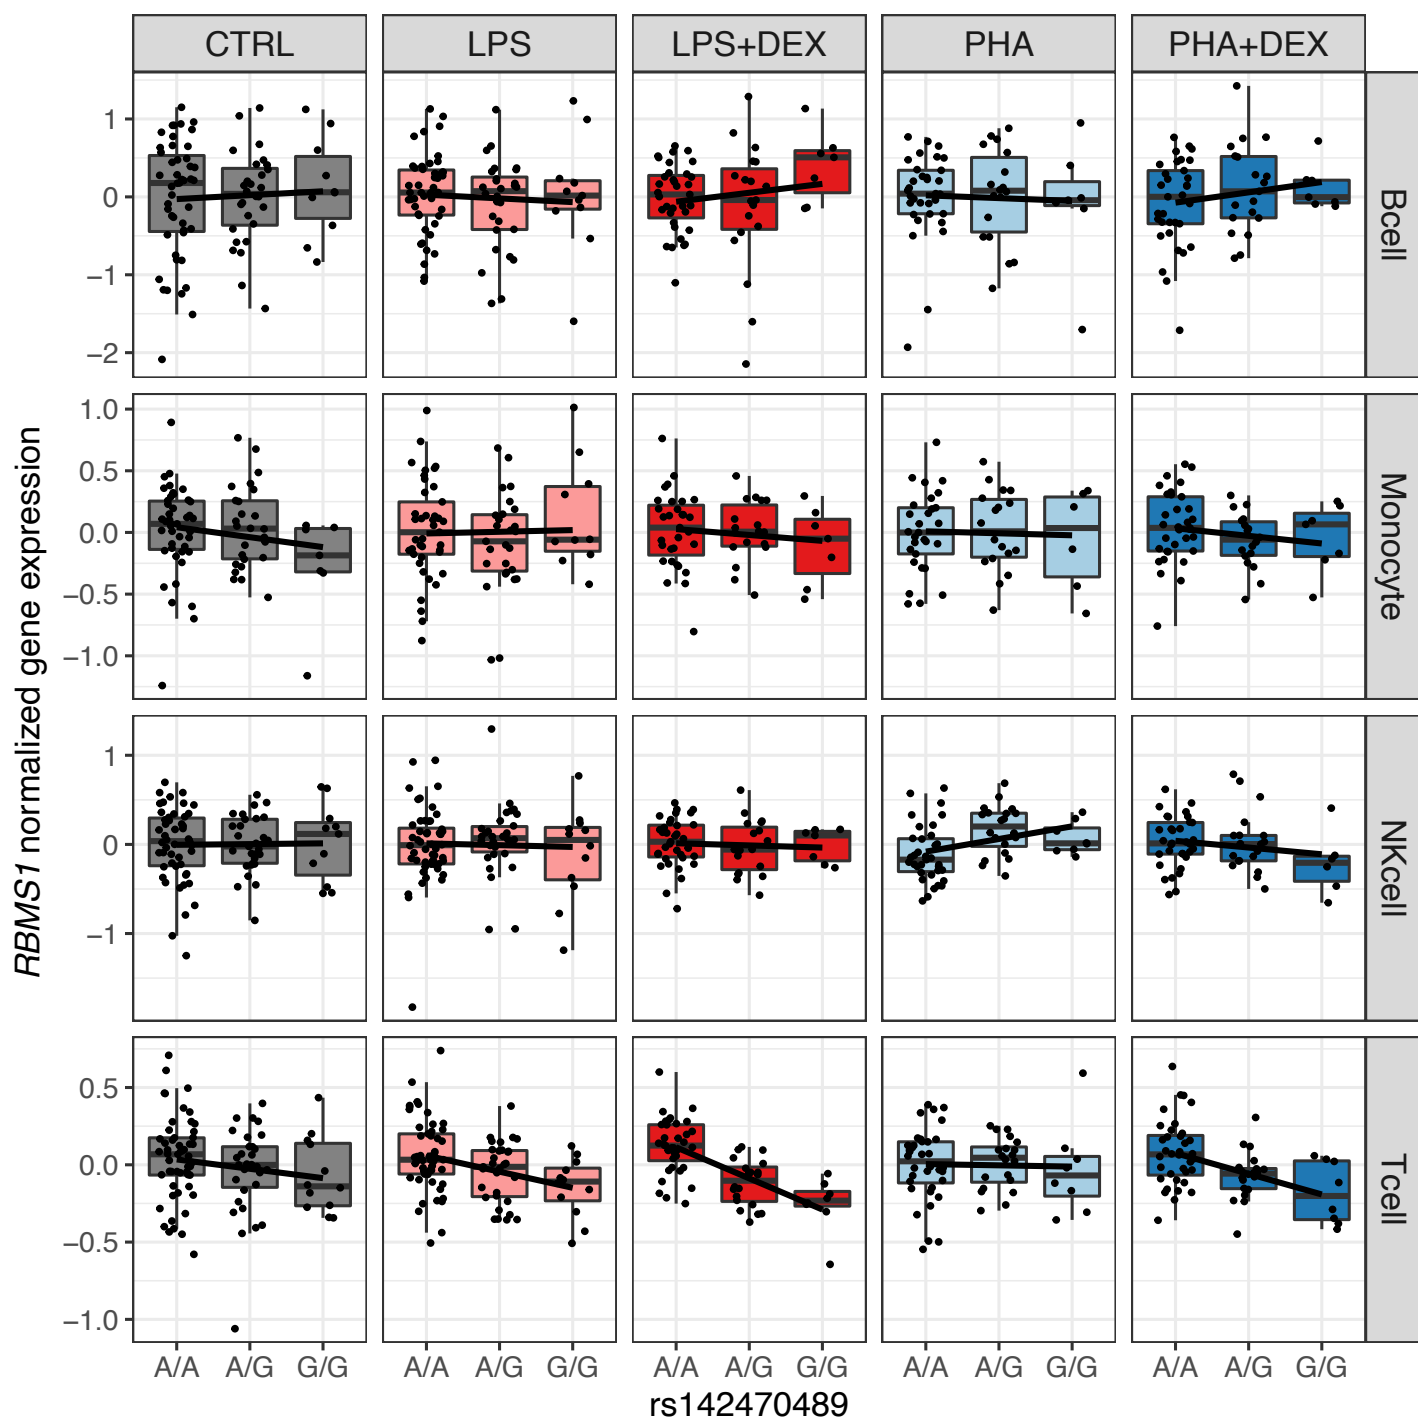 CTRL LPS LPS+DEX PHA PHA+DEX
1
0
−1
−2
Bcell
1.0
0.5
0.0
−0.5
−1.0
Monocyte
RBMS1 normalized gene expression
1
0
−1
NKcell
0.5
0.0
−0.5
−1.0
Tcell
A/A A/G G/G A/A A/G G/G A/A A/G G/G A/A A/G G/G A/A A/G G/G
rs142470489